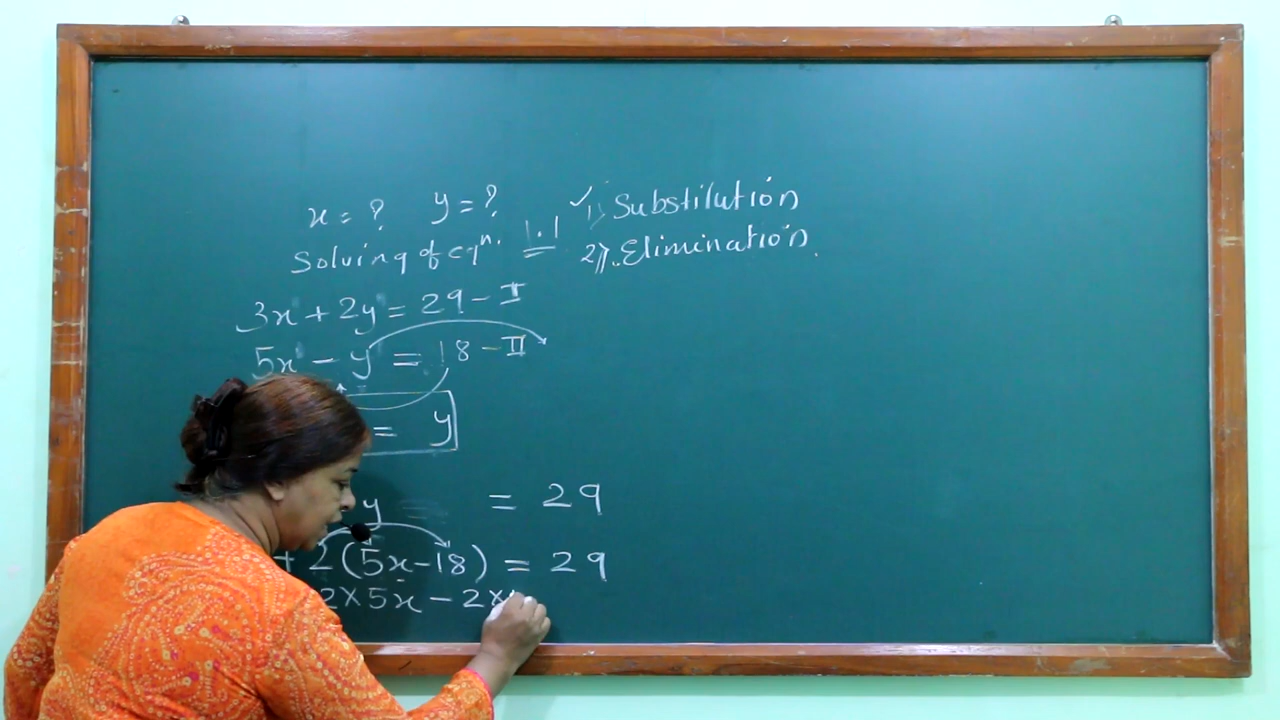 x = ? y = ? ✓1) Substilution
Solving of eqⁿ. 1.1 2) Elimination.
3x + 2y = 29 - I
5x - y = 18 - II
= y
y = 29
+ 2(5x-18) = 29
2×5x - 2×